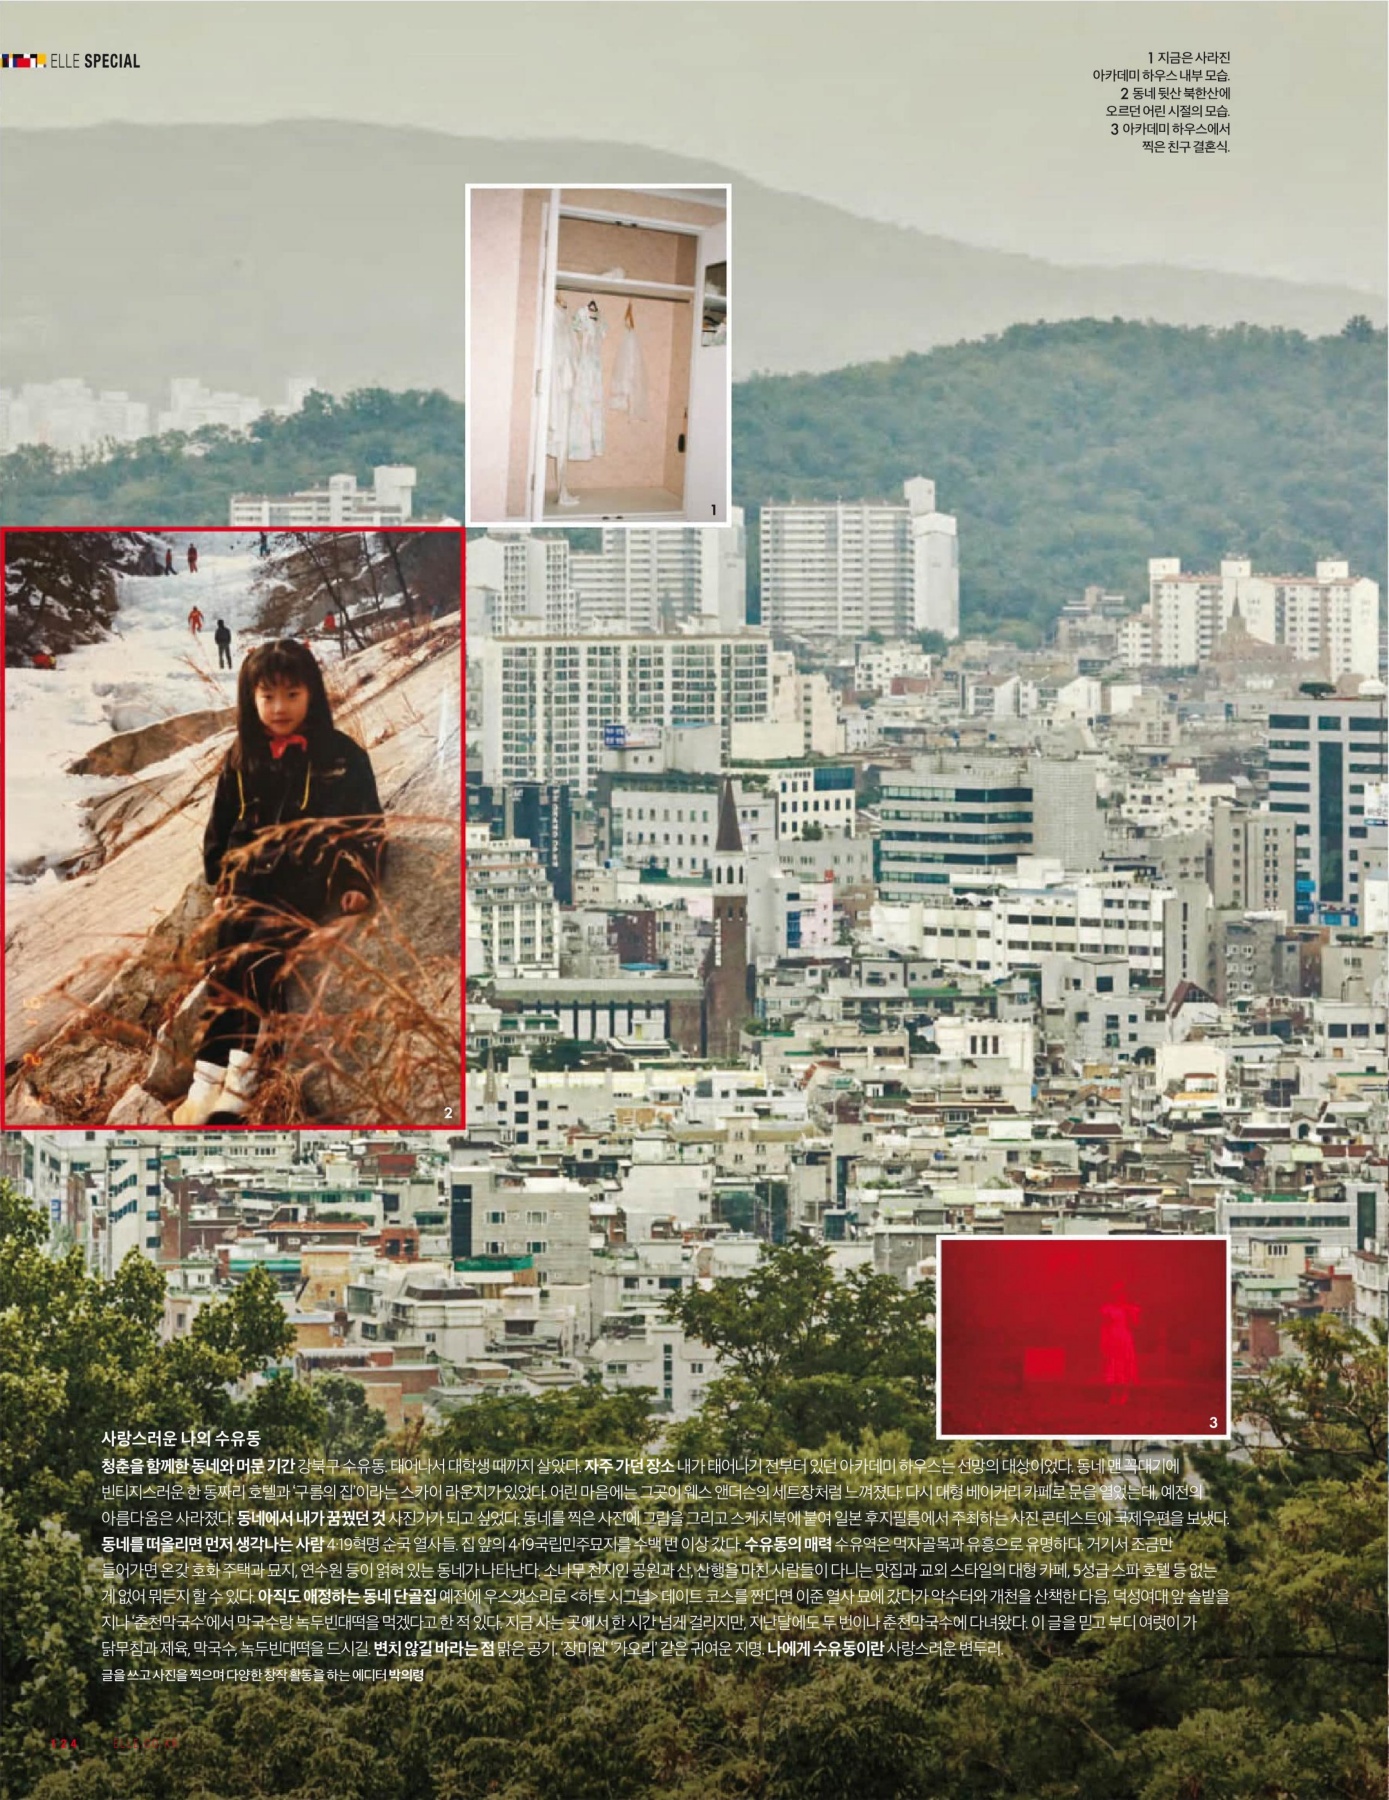 ELLE SPECIAL
1 지금은 사라진
아카데미 하우스 내부 모습.
2 동네 뒷산 북한산에
오르던 어린 시절의 모습.
3 아카데미 하우스에서
찍은 친구 결혼식.
1
2
3
사랑스러운 나의 수유동
청춘을 함께한 동네와 머문 기간 강북구 수유동. 태어나서 대학생 때까지 살았다. 자주 가던 장소 내가 태어나기 전부터 있던 아카데미 하우스는 선망의 대상이었다. 동네 맨 꼭대기에
빈티지스러운 한 동짜리 호텔과 '구름의 집'이라는 스카이 라운지가 있었다. 어린 마음에는 그곳이 웨스 앤더슨의 세트장처럼 느껴졌다. 다시 대형 베이커리 카페로 문을 열었는데, 예전의
아름다움은 사라졌다. 동네에서 내가 꿈꿨던 것 사진가가 되고 싶었다. 동네를 찍은 사진에 그림을 그리고 스케치북에 붙여 일본 후지필름에서 주최하는 사진 콘테스트에 국제우편을 보냈다.
동네를 떠올리면 먼저 생각나는 사람 4·19혁명 순국 열사들. 집 앞의 4·19국립민주묘지를 수백 번 이상 갔다. 수유동의 매력 수유역은 먹자골목과 유흥으로 유명하다. 거기서 조금만
들어가면 온갖 호화 주택과 묘지, 연수원 등이 얽혀 있는 동네가 나타난다. 소나무 천지인 공원과 산, 산행을 마친 사람들이 다니는 맛집과 교외 스타일의 대형 카페, 5성급 스파 호텔 등 없는
게 없어 뭐든지 할 수 있다. 아직도 애정하는 동네 단골집 예전에 우스갯소리로 <하트 시그널> 데이트 코스를 짠다면 이준 열사 묘에 갔다가 약수터와 개천을 산책한 다음, 덕성여대 앞 솔밭을
지나 '춘천막국수'에서 막국수랑 녹두빈대떡을 먹겠다고 한 적 있다. 지금 사는 곳에서 한 시간 넘게 걸리지만, 지난달에도 두 번이나 춘천막국수에 다녀왔다. 이 글을 믿고 부디 여럿이 가
닭무침과 제육, 막국수, 녹두빈대떡을 드시길. 변치 않길 바라는 점 맑은 공기. '장미원' '가오리' 같은 귀여운 지명. 나에게 수유동이란 사랑스러운 변두리.
글을 쓰고 사진을 찍으며 다양한 창작 활동을 하는 에디터 박의령
124